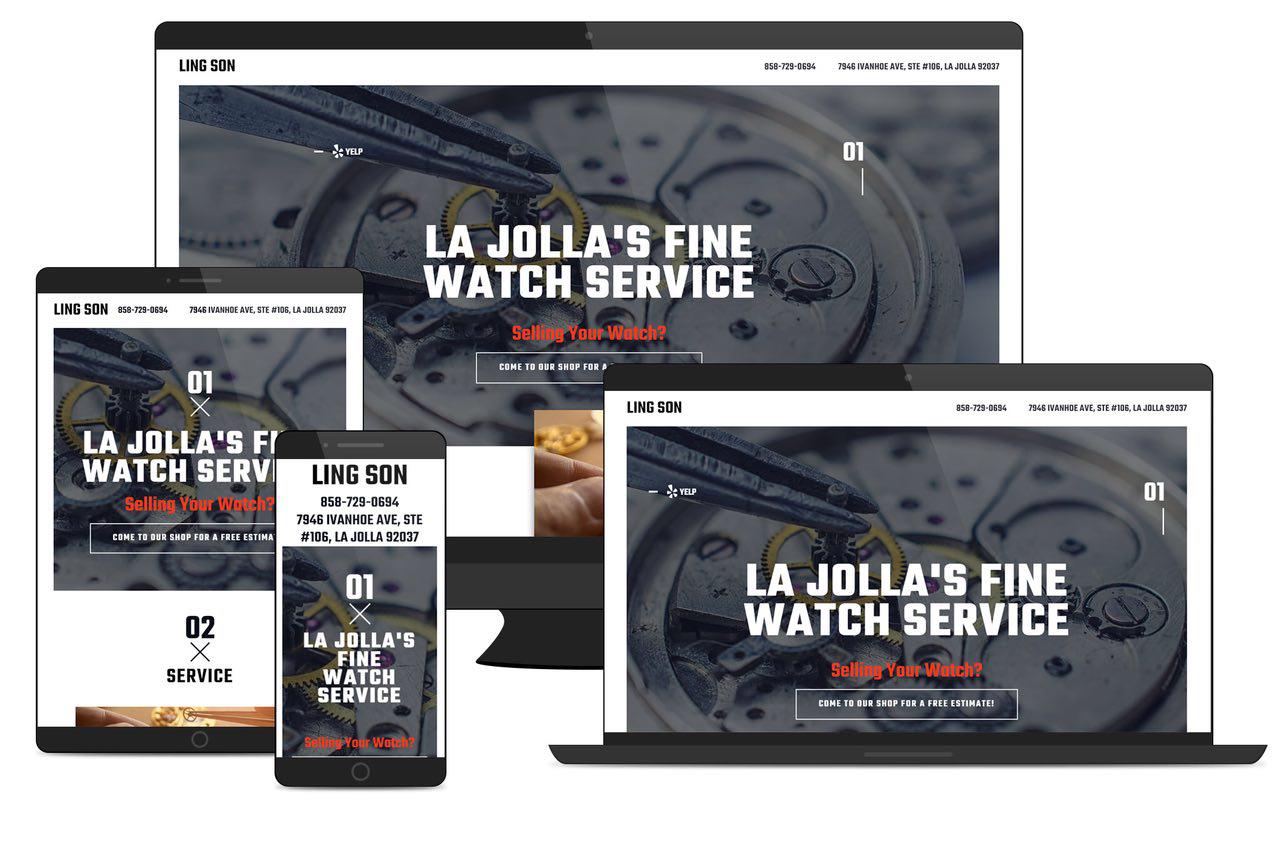 LING SON
858-729-0694
7946 IVANHOE AVE, STE #106, LA JOLLA 92037
YELP
01
LA JOLLA'S FINE
WATCH SERVICE
Selling Your Watch?
COME TO OUR SHOP FOR A
LING SON
858-729-0694
7946 IVANHOE AVE, STE #106, LA JOLLA 92037
01
LA JOLLA'S FI
WATCH SERV
Selling Your Watch?
COME TO OUR SHOP FOR A FREE ESTIMA
02
SERVICE
LING SON
858-729-0694
7946 IVANHOE AVE, STE
#106, LA JOLLA 92037
01
LA JOLLA'S
FINE
WATCH
SERVICE
Selling Your Watch?
LING SON
858-729-0694
7946 IVANHOE AVE, STE #106, LA JOLLA 92037
YELP
01
LA JOLLA'S FINE
WATCH SERVICE
Selling Your Watch?
COME TO OUR SHOP FOR A FREE ESTIMATE!